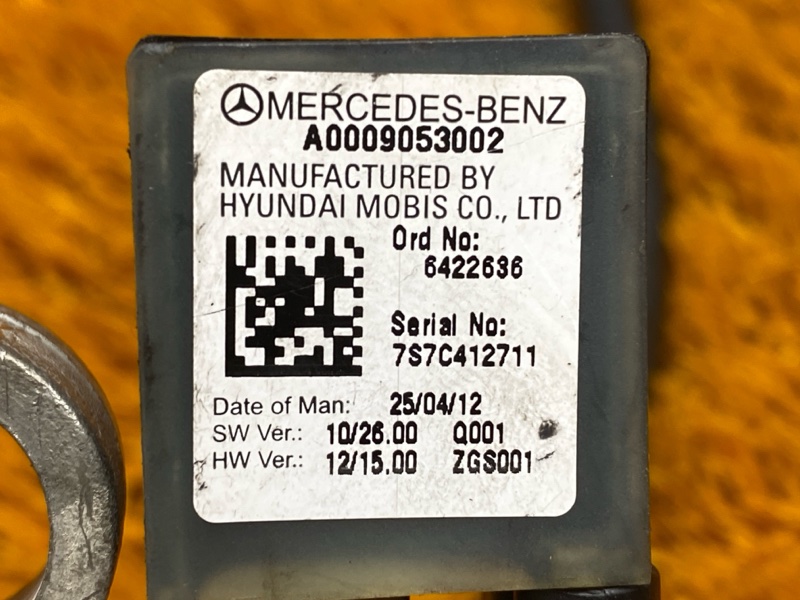 MERCEDES-BENZ
A0009053002
MANUFACTURED BY
HYUNDAI MOBIS CO., LTD
Ord No:
6422636
Serial No:
7S7C412711
Date of Man: 25/04/12
SW Ver.: 10/26.00 Q001
HW Ver.: 12/15.00 ZGS001